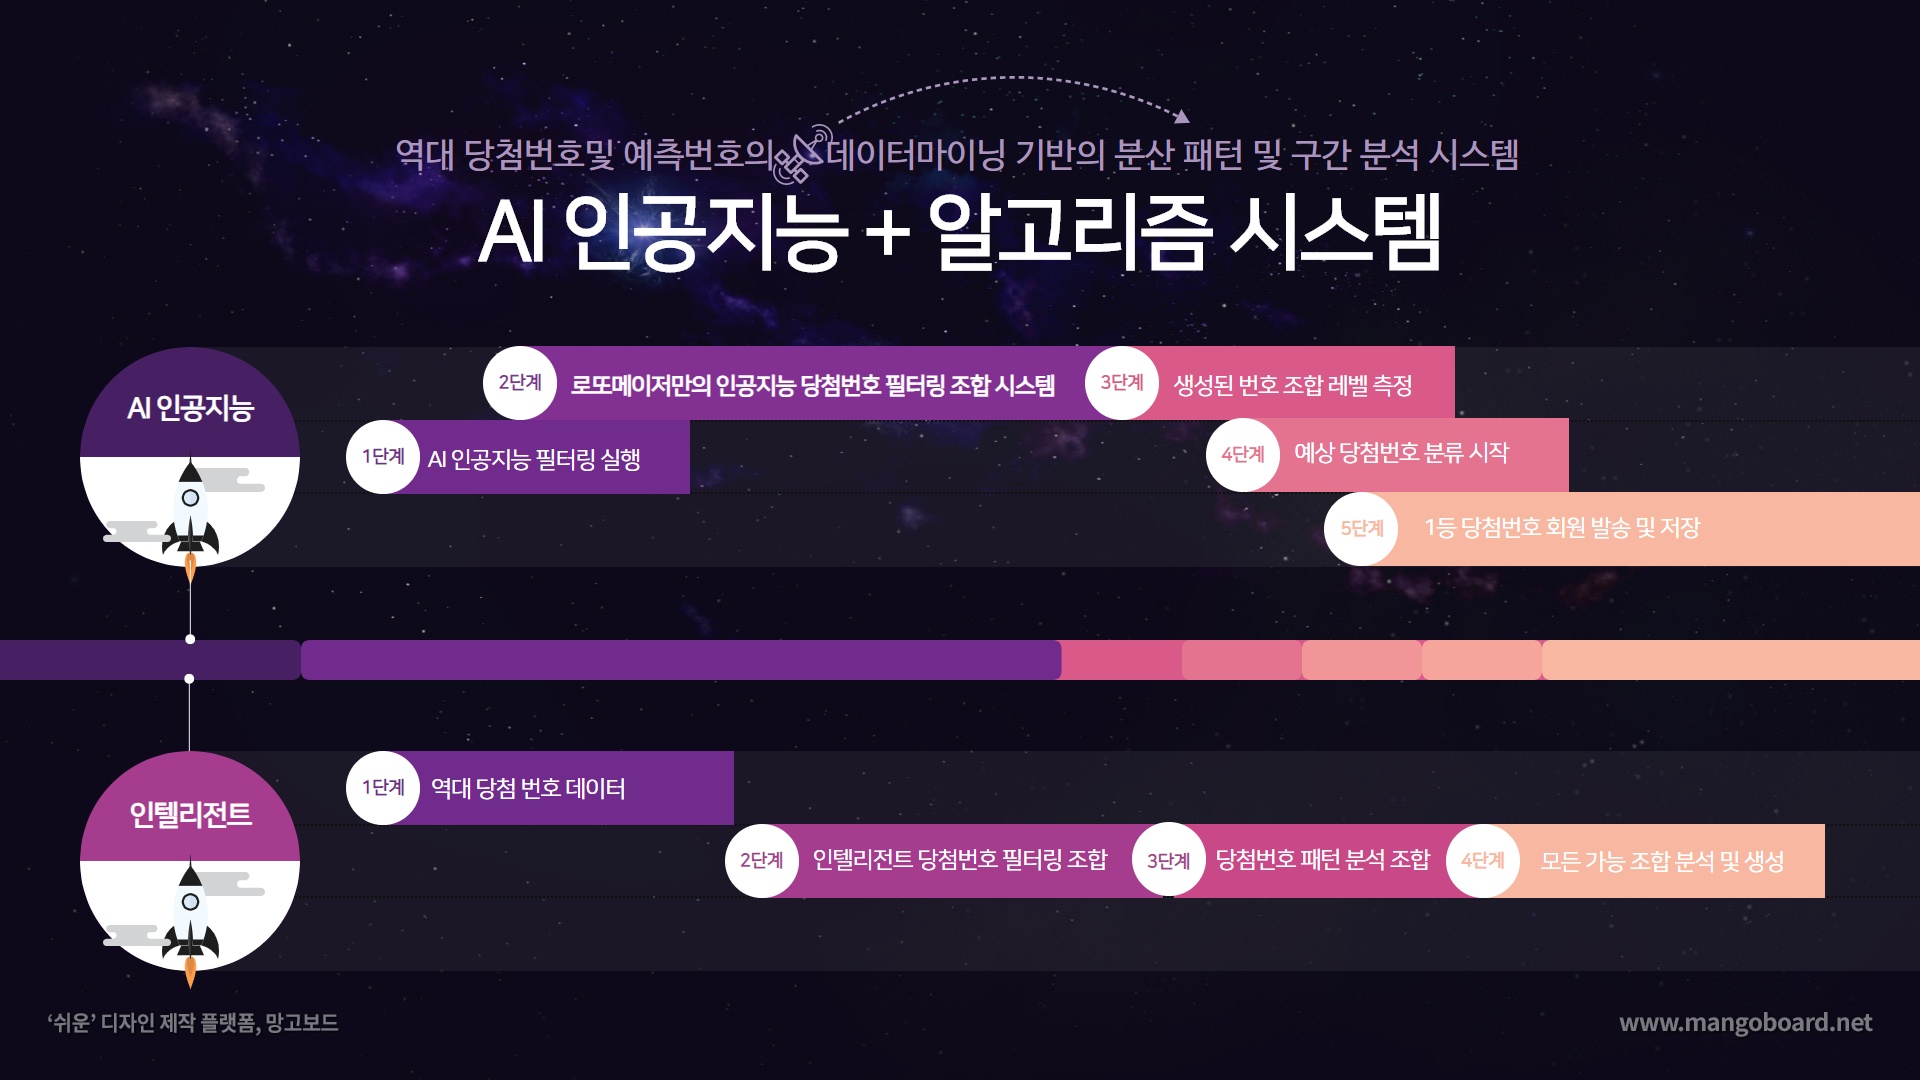 역대 당첨번호및 예측번호의 데이터마이닝 기반의 분산 패턴 및 구간 분석 시스템
AI 인공지능 + 알고리즘 시스템
AI 인공지능
2단계 로또메이저만의 인공지능 당첨번호 필터링 조합 시스템
3단계 생성된 번호 조합 레벨 측정
1단계 AI 인공지능 필터링 실행
4단계 예상 당첨번호 분류 시작
5단계 1등 당첨번호 회원 발송 및 저장
인텔리전트
1단계 역대 당첨 번호 데이터
2단계 인텔리전트 당첨번호 필터링 조합
3단계 당첨번호 패턴 분석 조합
4단계 모든 가능 조합 분석 및 생성
‘쉬운’ 디자인 제작 플랫폼, 망고보드
www.mangoboard.net